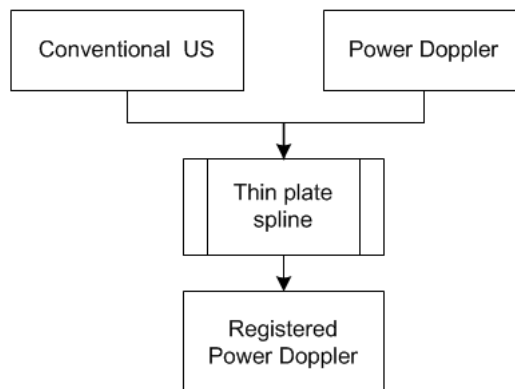 Conventional US
Power Doppler
Thin plate
spline
Registered
Power Doppler